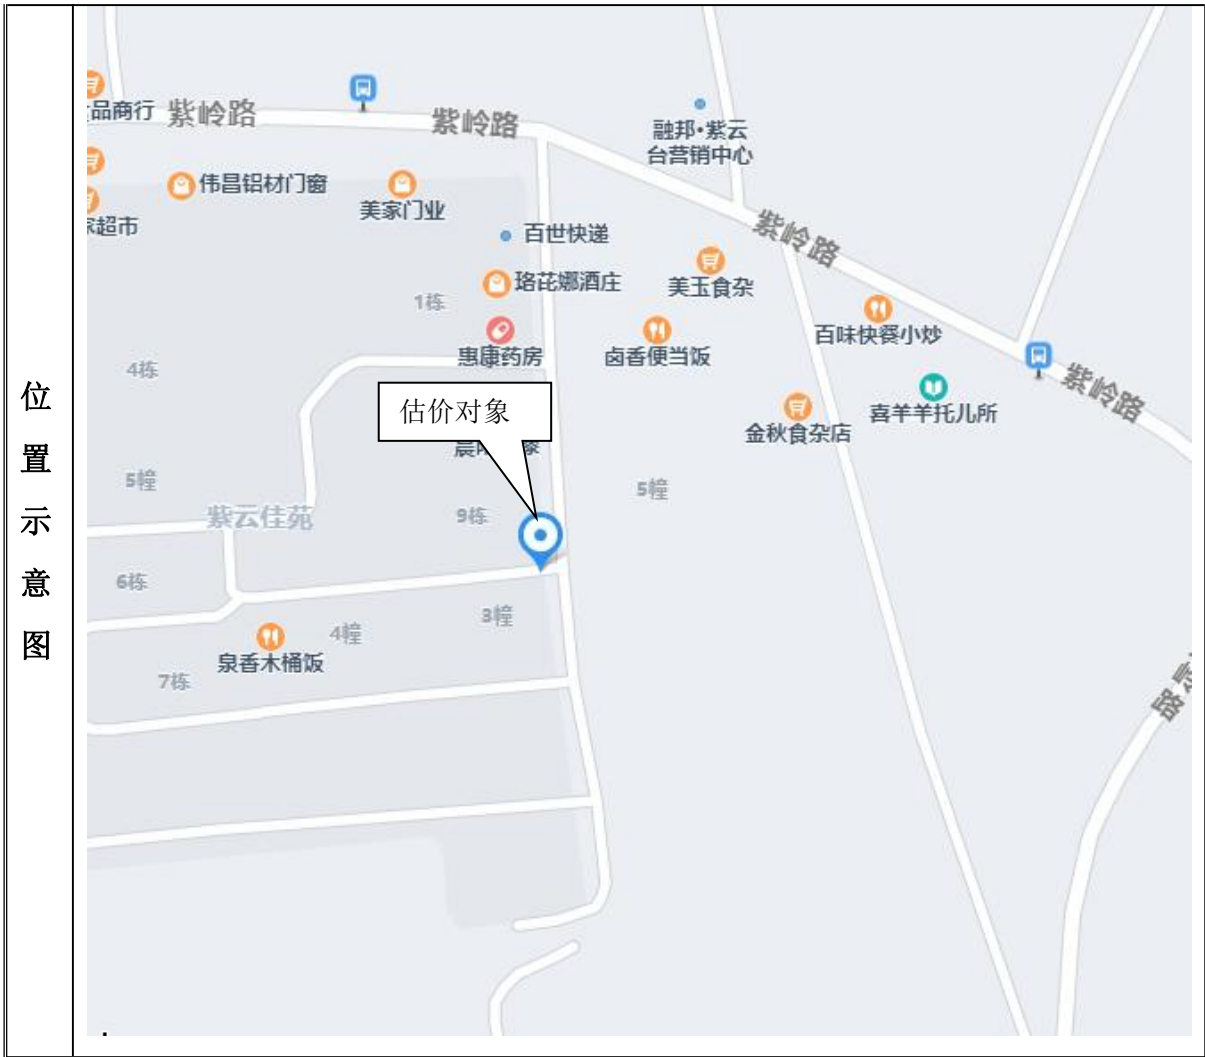 位
置
示
意
图
品商行
紫岭路
紫岭路
融邦·紫云
台营销中心
伟昌铝材门窗
美家门业
超市
百世快递
紫岭路
珞芘娜酒庄
美玉食杂
1栋
百味快餐小炒
惠康药房
卤香便当饭
4栋
紫岭路
估价对象
喜羊羊托儿所
金秋食杂店
5幢
5幢
紫云佳苑
9栋
6栋
3幢
4幢
泉香木桶饭
7栋
路